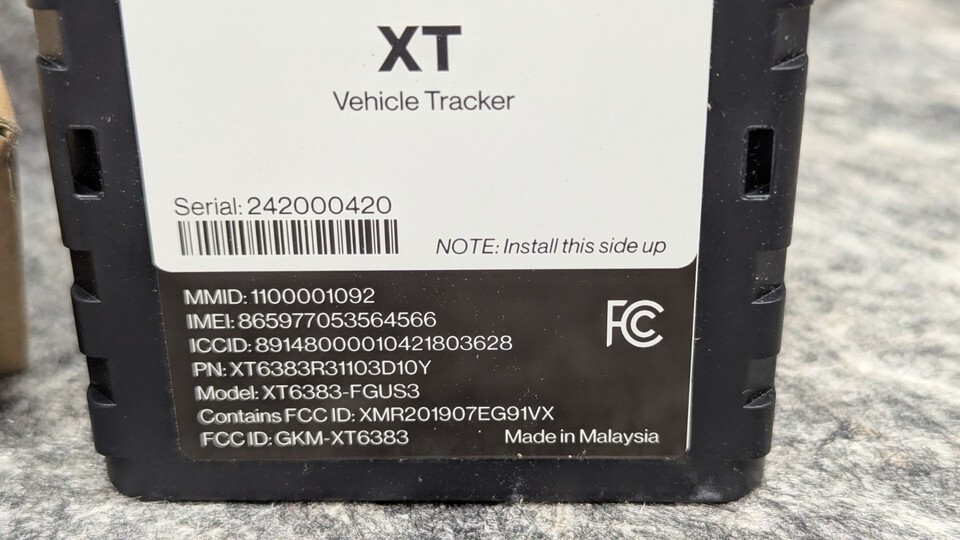 XT
Vehicle Tracker
Serial: 242000420
NOTE: Install this side up
MMID: 1100001092
IMEI: 865977053564566
ICCID: 89148000010421803628
PN: XT6383R31103D10Y
Model: XT6383-FGUS3
Contains FCC ID: XMR201907EG91VX
FCC ID: GKM-XT6383
Made in Malaysia
FC